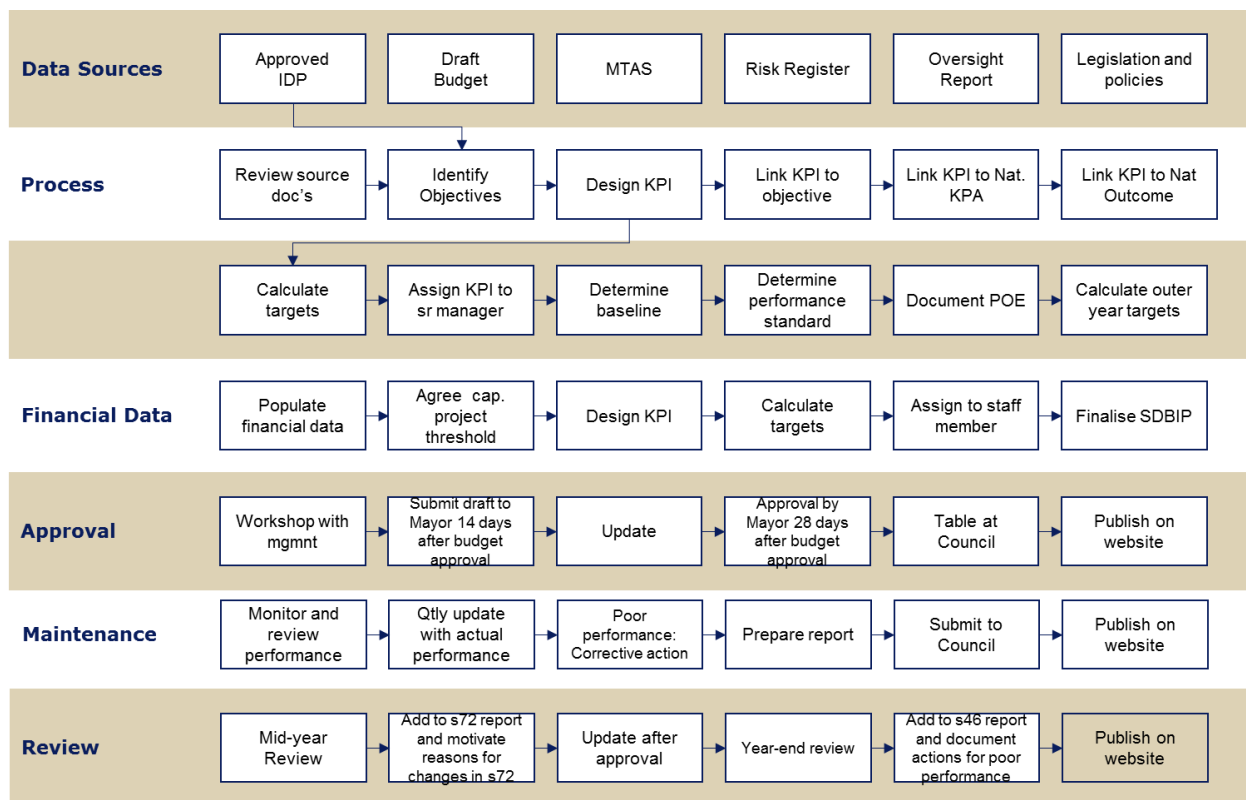 Data Sources
Approved
IDP
Draft
Budget
MTAS
Risk Register
Oversight
Report
Legislation and
policies
Process
Review source
doc's
Identify
Objectives
Design KPI
Link KPI to
objective
Link KPI to Nat.
KPA
Link KPI to Nat
Outcome
Calculate
targets
Assign KPI to
sr manager
Determine
baseline
Determine
performance
standard
Document POE
Calculate outer
year targets
Financial Data
Populate
financial data
Agree cap.
project
threshold
Design KPI
Calculate
targets
Assign to staff
member
Finalise SDBIP
Approval
Workshop with
mgmnt
Submit draft to
Mayor 14 days
after budget
approval
Update
Approval by
Mayor 28 days
after budget
approval
Table at
Council
Publish on
website
Maintenance
Monitor and
review
performance
Qtly update
with actual
performance
Poor
performance:
Corrective action
Prepare report
Submit to
Council
Publish on
website
Review
Mid-year
Review
Add to s72 report
and motivate
reasons for
changes in s72
Update after
approval
Year-end review
Add to s46 report
and document
actions for poor
performance
Publish on
website